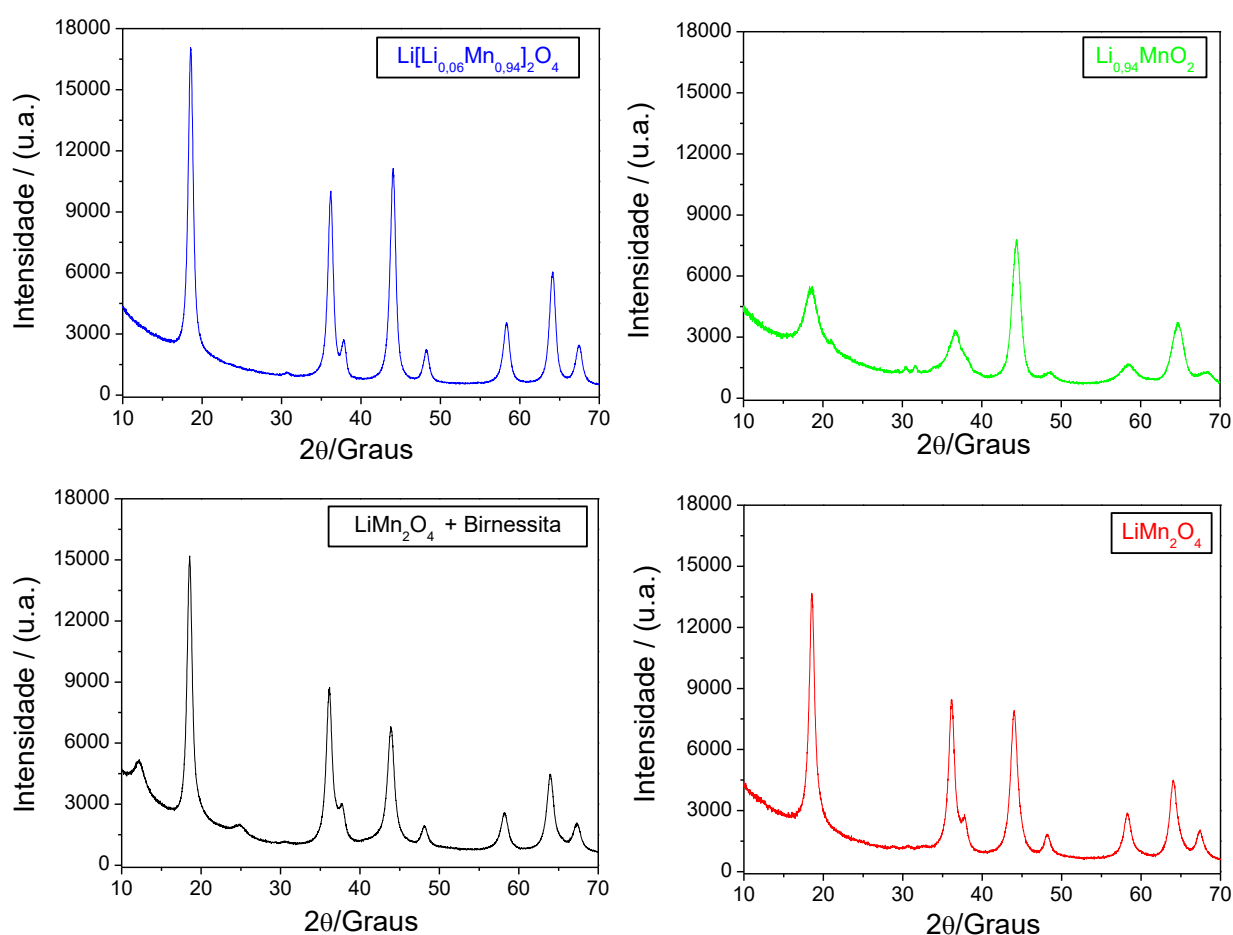 Li[Li0,06Mn0,94]2O4
Intensidade / (u.a.)
18000
15000
12000
9000
6000
3000
0
10 20 30 40 50 60 70
2θ/Graus
Li0,94MnO2
Intensidade / (u.a.)
18000
15000
12000
9000
6000
3000
0
10 20 30 40 50 60 70
2θ/Graus
LiMn2O4 + Birnessita
Intensidade / (u.a.)
18000
15000
12000
9000
6000
3000
0
10 20 30 40 50 60 70
2θ/Graus
LiMn2O4
Intensidade / (u.a.)
18000
15000
12000
9000
6000
3000
0
10 20 30 40 50 60 70
2θ/Graus